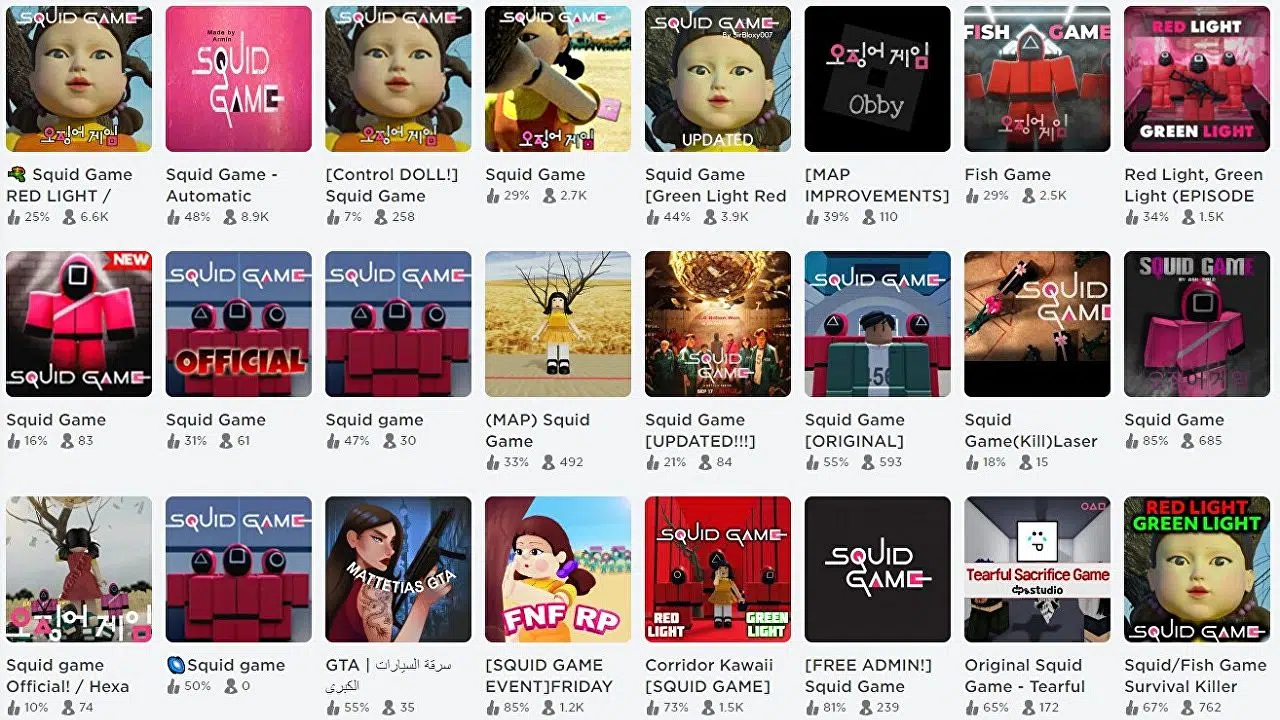 SQUID GAME
오징어 게임
Made by
Armin
SQUID
GAME
SQUID GAME
오징어 게임
SQUID GAME
오징어 게임
SQUID GAME
By SirBloxy007
UPDATED
오징어 게임
Obby
FISH GAME
오징어 게임
RED LIGHT
GREEN LIGHT
Squid Game
RED LIGHT /
25% 6.6K
Squid Game -
Automatic
48% 8.9K
[Control DOLL!]
Squid Game
7% 258
Squid Game
29% 2.7K
Squid Game
[Green Light Red
44% 3.9K
[MAP
IMPROVEMENTS]
39% 110
Fish Game
29% 2.5K
Red Light, Green
Light (EPISODE
34% 1.5K
NEW
SQUID GAME
SQUID GAME
OFFICIAL
SQUID GAME
SQUID GAME
SEP 17
SQUID GAME
456
SQUID
GAME
SQUID GAME
오징어 게임
Squid Game
16% 83
Squid Game
31% 61
Squid game
47% 30
(MAP) Squid
Game
33% 492
Squid Game
[UPDATED!!!]
21% 84
Squid Game
[ORIGINAL]
55% 593
Squid
Game(Kill)Laser
18% 15
Squid Game
85% 685
오징어 게임
SQUID GAME
MATTETIAS GTA
FNF RP
SQUID GAME
RED
LIGHT
GREEN
LIGHT
SQUID
GAME
Tearful Sacrifice Game
studio
RED LIGHT
GREEN LIGHT
SQUID GAME
Squid game
Official! / Hexa
10% 74
Squid game
50% 0
GTA | سرقة السيارات
الكبرى
55% 35
[SQUID GAME
EVENT]FRIDAY
85% 1.2K
Corridor Kawaii
[SQUID GAME]
73% 1.5K
[FREE ADMIN!]
Squid Game
81% 239
Original Squid
Game - Tearful
65% 172
Squid/Fish Game
Survival Killer
67% 762